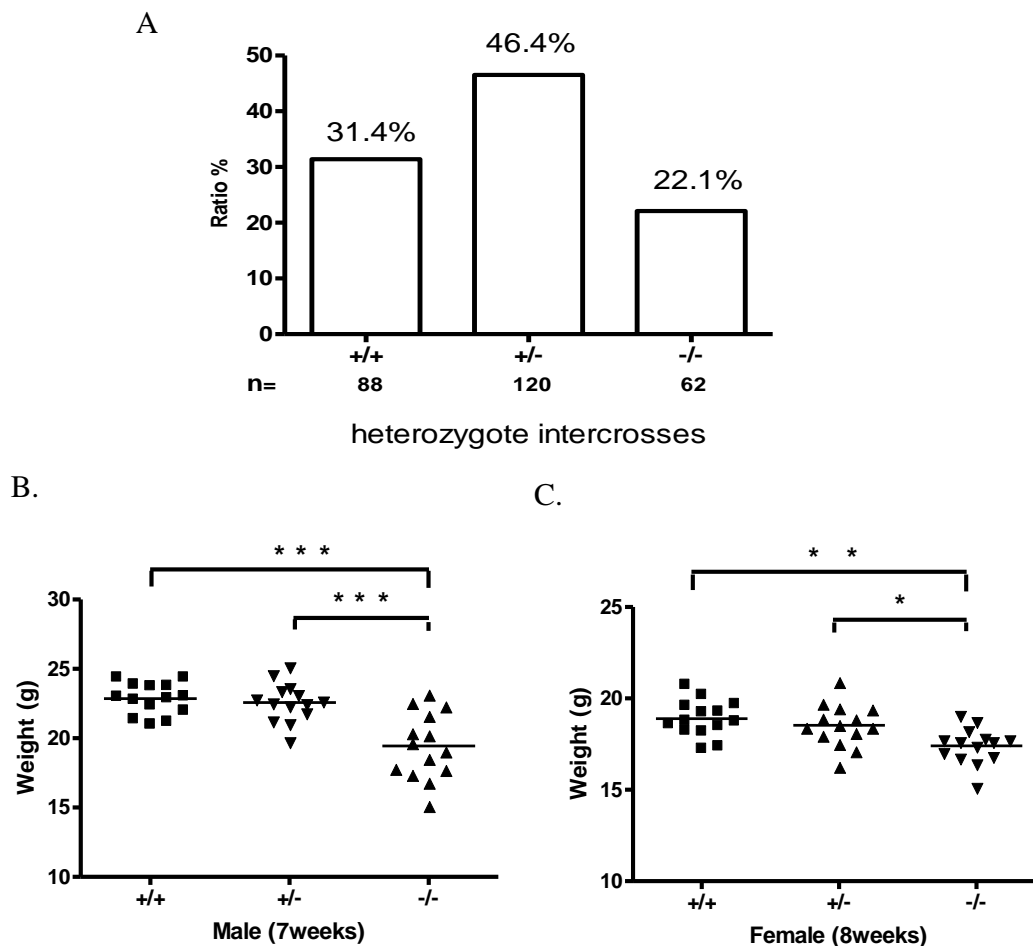 A
Ratio %
50
40
30
20
10
0
31.4%
46.4%
22.1%
+/+ +/- -/-
n= 88 120 62
heterozygote intercrosses
B.
Weight (g)
30
25
20
15
10
* * *
* * *
+/+ +/- -/-
Male (7weeks)
C.
Weight (g)
25
20
15
10
* *
*
+/+ +/- -/-
Female (8weeks)